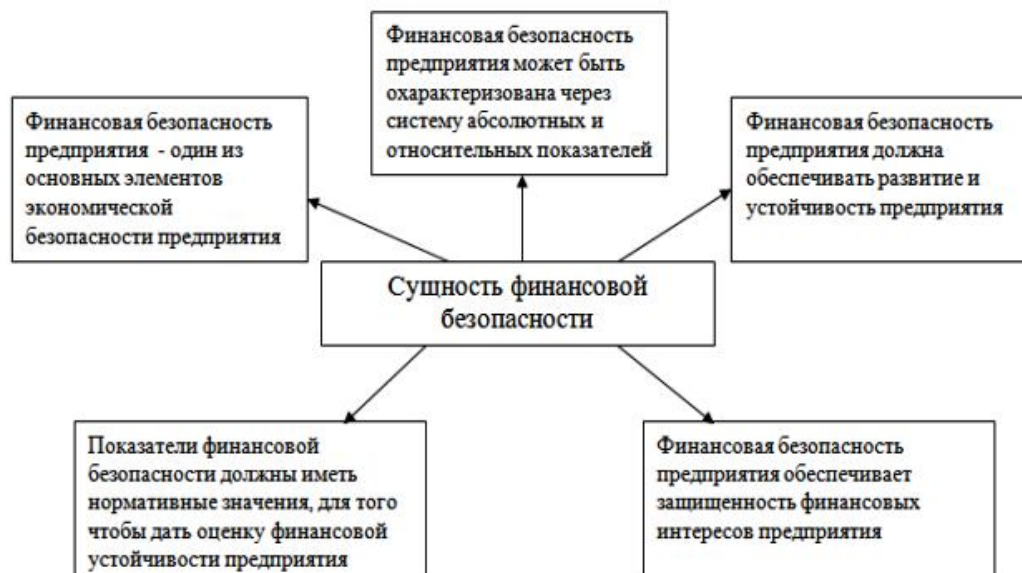 Финансовая безопасность
предприятия может быть
охарактеризована через
систему абсолютных и
относительных показателей
Финансовая безопасность
предприятия - один из
основных элементов
экономической
безопасности предприятия
Финансовая безопасность
предприятия должна
обеспечивать развитие и
устойчивость предприятия
Сущность финансовой
безопасности
Показатели финансовой
безопасности должны иметь
нормативные значения, для того
чтобы дать оценку финансовой
устойчивости предприятия
Финансовая безопасность
предприятия обеспечивает
защищенность финансовых
интересов предприятия